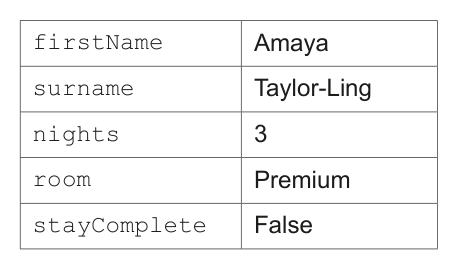 firstName Amaya
surname Taylor-Ling
nights 3
room Premium
stayComplete False